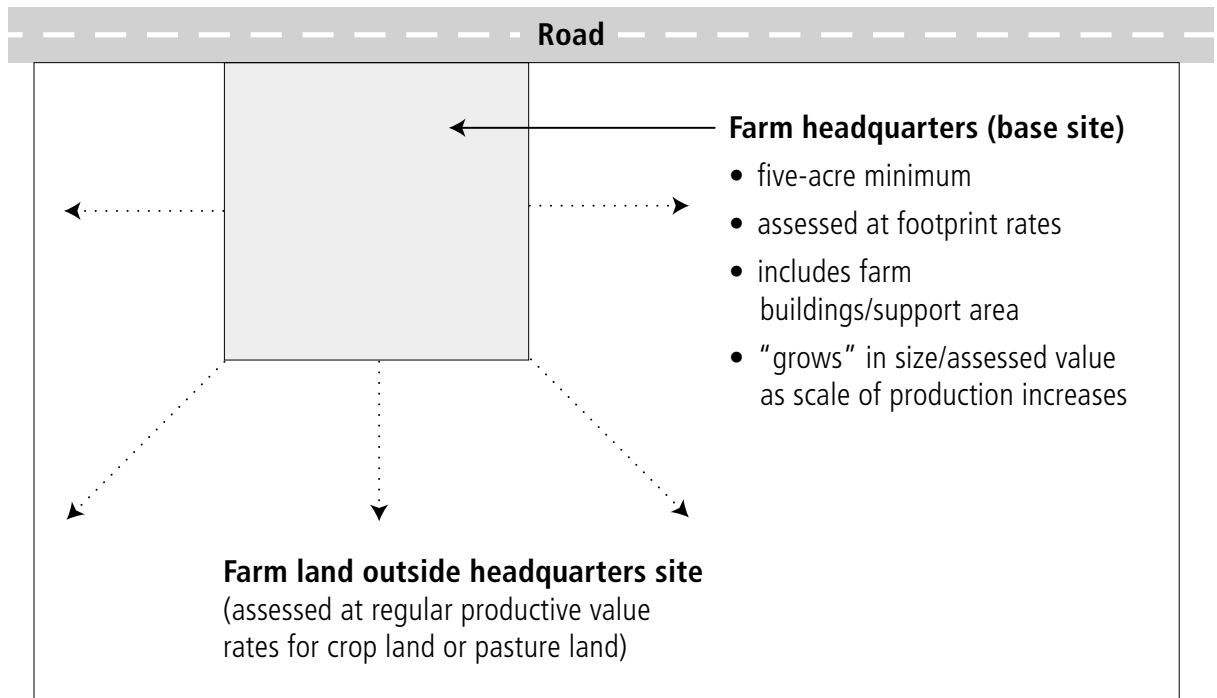 Road
Farm headquarters (base site)
• five-acre minimum
• assessed at footprint rates
• includes farm
buildings/support area
• “grows” in size/assessed value
as scale of production increases
Farm land outside headquarters site
(assessed at regular productive value
rates for crop land or pasture land)